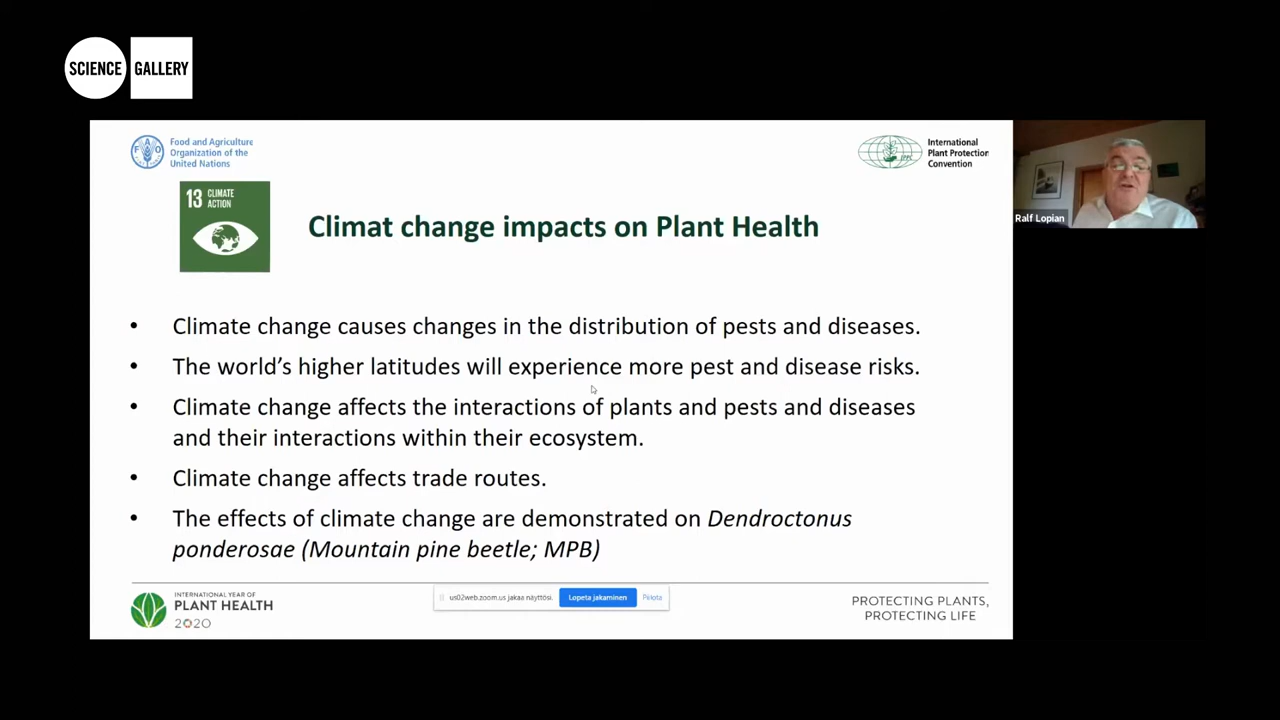 SCIENCE GALLERY
Food and Agriculture
Organization of the
United Nations
FAO
International
Plant Protection
Convention
ippc
13 CLIMATE
ACTION
Climat change impacts on Plant Health
Ralf Lopian
• Climate change causes changes in the distribution of pests and diseases.
• The world's higher latitudes will experience more pest and disease risks.
• Climate change affects the interactions of plants and pests and diseases
and their interactions within their ecosystem.
• Climate change affects trade routes.
• The effects of climate change are demonstrated on Dendroctonus
ponderosae (Mountain pine beetle; MPB)
INTERNATIONAL YEAR OF
PLANT HEALTH
2020
us02web.zoom.us jakaa näyttösi. Lopeta jakaminen Piilota
PROTECTING PLANTS,
PROTECTING LIFE